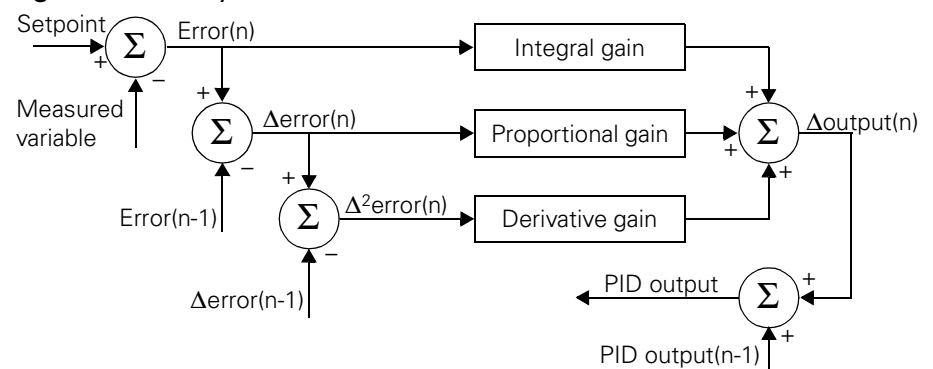 Setpoint
Error(n)
Σ
+
−
Integral gain
Measured
variable
+
+
Σ
Δerror(n)
−
Proportional gain
+
Σ
Δoutput(n)
+
+
Error(n-1)
Σ
Δ²error(n)
−
Derivative gain
Δerror(n-1)
PID output
Σ
+
+
PID output(n-1)